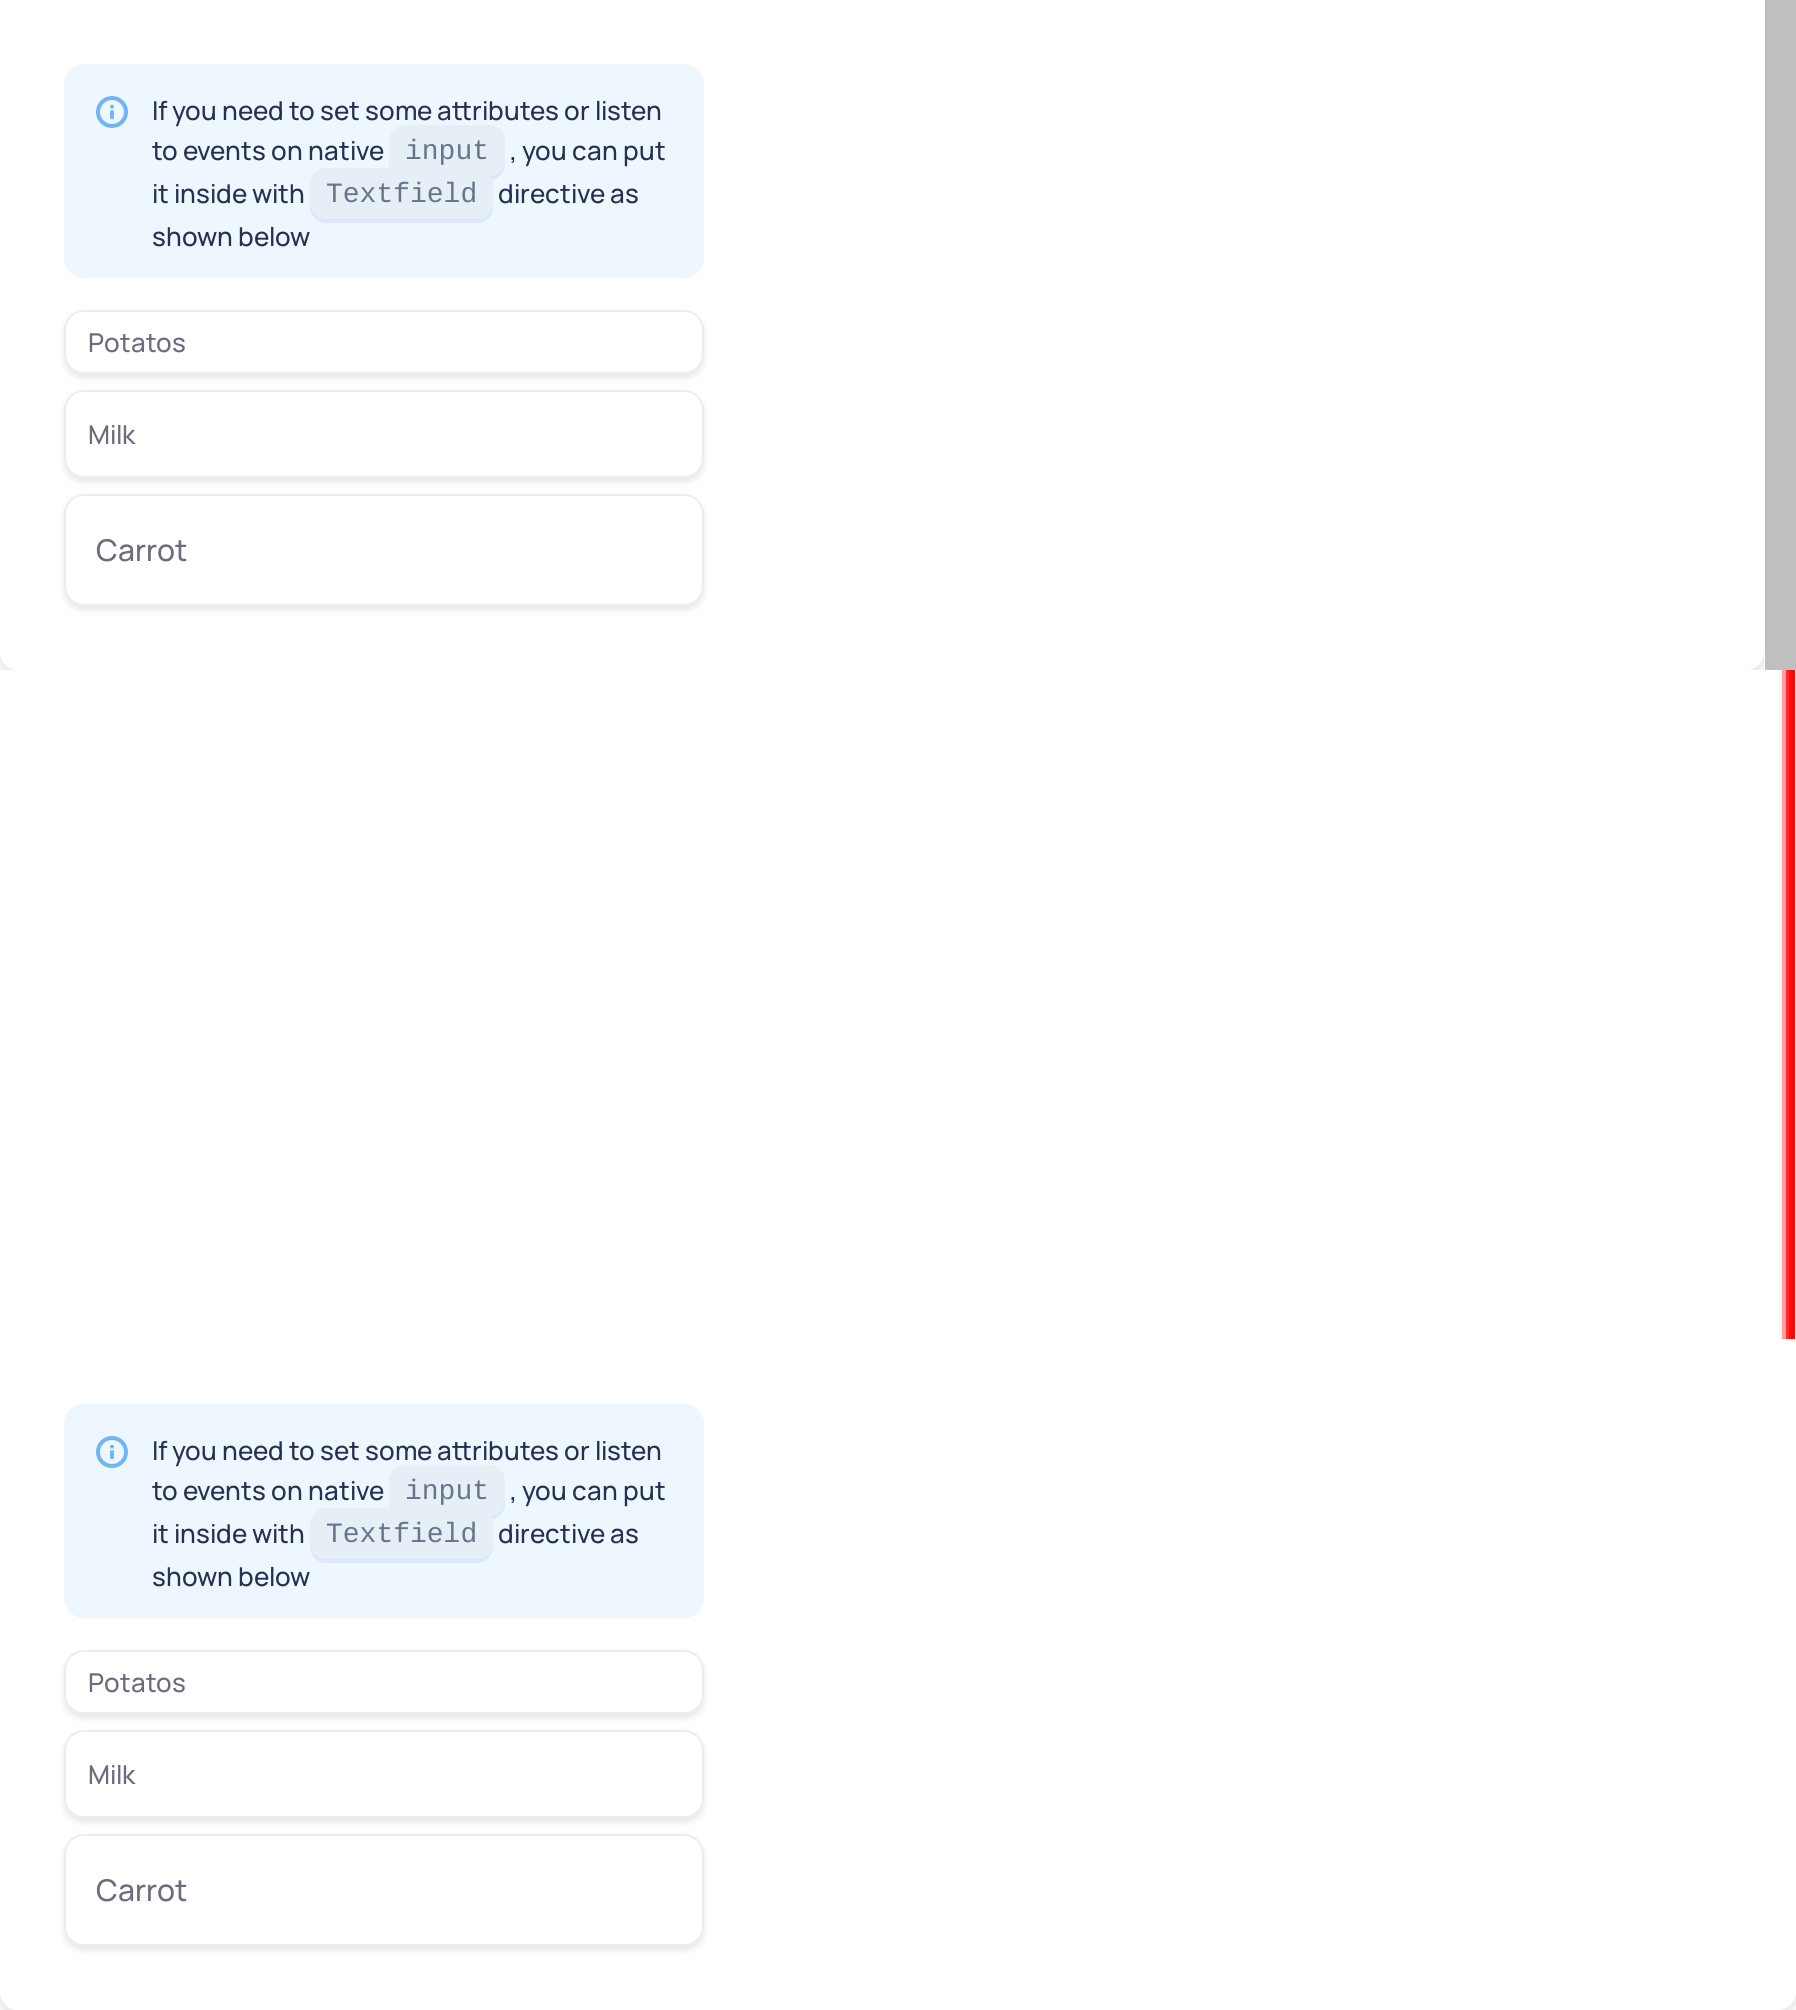 If you need to set some attributes or listen
to events on native input , you can put
it inside with Textfield directive as
shown below
Potatos
Milk
Carrot
If you need to set some attributes or listen
to events on native input , you can put
it inside with Textfield directive as
shown below
Potatos
Milk
Carrot